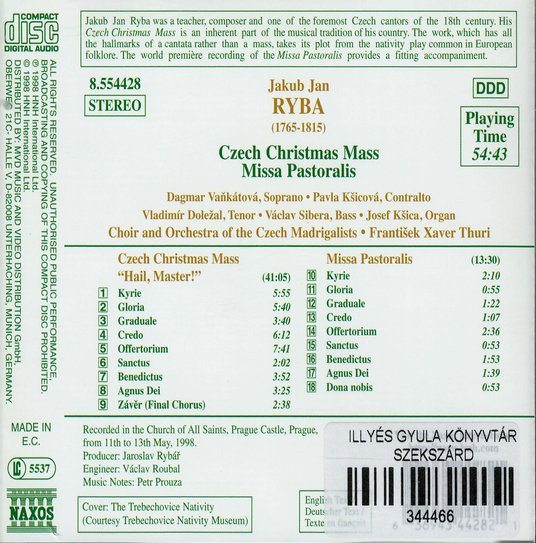 COMPACT
disc
DIGITAL AUDIO
Jakub Jan Ryba was a teacher, composer and one of the foremost Czech cantors of the 18th century. His
Czech Christmas Mass is an inherent part of the musical tradition of his country. The work, which has all
the hallmarks of a cantata rather than a mass, takes its plot from the nativity play common in European
folklore. The world première recording of the Missa Pastoralis provides a fitting accompaniment.
8.554428
STEREO
Jakub Jan
RYBA
(1765-1815)
DDD
Playing
Time
54:43
Czech Christmas Mass
Missa Pastoralis
Dagmar Vaňkátová, Soprano • Pavla Kšicová, Contralto
Vladimír Doležal, Tenor • Václav Sibera, Bass • Josef Kšica, Organ
Choir and Orchestra of the Czech Madrigalists • František Xaver Thuri
Czech Christmas Mass
“Hail, Master!” (41:05)
1 Kyrie 5:55
2 Gloria 5:40
3 Graduale 3:40
4 Credo 6:12
5 Offertorium 7:41
6 Sanctus 2:02
7 Benedictus 3:52
8 Agnus Dei 3:25
9 Závěr (Final Chorus) 2:38
Missa Pastoralis (13:30)
10 Kyrie 2:10
11 Gloria 0:55
12 Graduale 1:22
13 Credo 1:07
14 Offertorium 2:36
15 Sanctus 0:53
16 Benedictus 1:53
17 Agnus Dei 1:39
18 Dona nobis 0:53
Recorded in the Church of All Saints, Prague Castle, Prague,
from 11th to 13th May, 1998.
Producer: Jaroslav Rybář
Engineer: Václav Roubal
Music Notes: Petr Prouza
Cover: The Trebechovice Nativity
(Courtesy Trebechovice Nativity Museum)
English Text
Deutscher Text /
Texte en français
ILLYÉS GYULA KÖNYVTÁR
SZEKSZÁRD
344466
ALL RIGHTS RESERVED. UNAUTHORISED PUBLIC PERFORMANCE,
BROADCASTING AND COPYING OF THIS COMPACT DISC PROHIBITED.
℗ 1998 HNH International Ltd.
© 1998 HNH International Ltd.
DISTRIBUTED BY: MVD MUSIC AND VIDEO DISTRIBUTION GmbH,
OBERWEG 21C- HALLE V, D-82008 UNTERHACHING, MUNICH, GERMANY.
MADE IN
E.C.
LC 5537
NAXOS